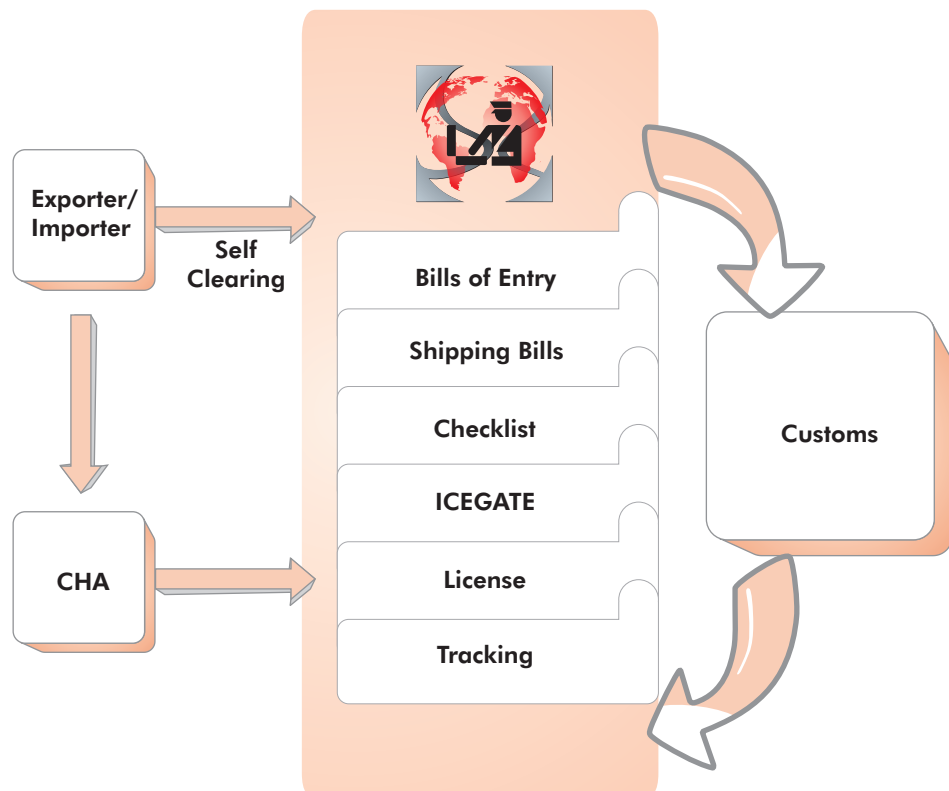 Exporter/
Importer
Self
Clearing
CHA
Bills of Entry
Shipping Bills
Checklist
ICEGATE
License
Tracking
Customs